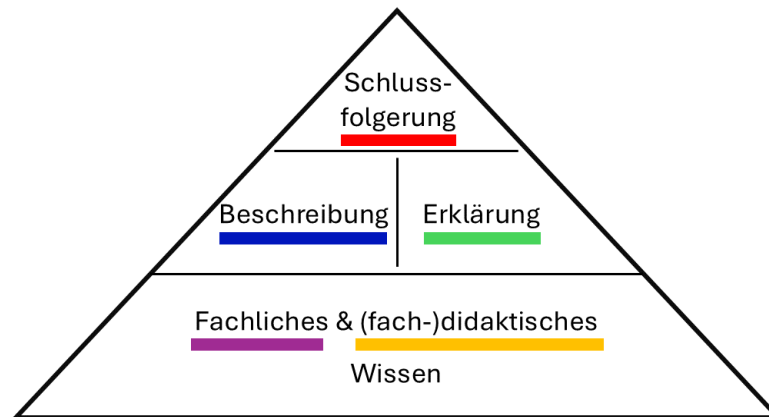 Schluss-
folgerung
Beschreibung
Erklärung
Fachliches & (fach-)didaktisches
Wissen